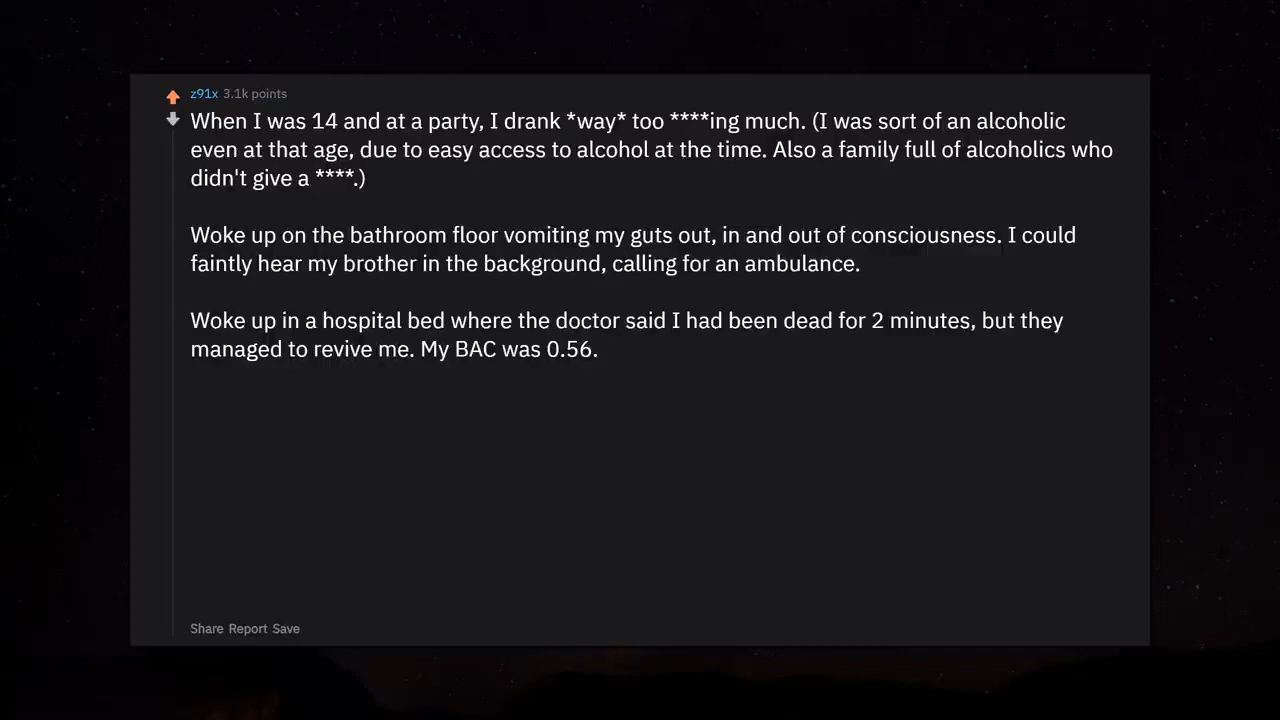 z91x 3.1k points
When I was 14 and at a party, I drank *way* too ****ing much. (I was sort of an alcoholic
even at that age, due to easy access to alcohol at the time. Also a family full of alcoholics who
didn't give a ****.)
Woke up on the bathroom floor vomiting my guts out, in and out of consciousness. I could
faintly hear my brother in the background, calling for an ambulance.
Woke up in a hospital bed where the doctor said I had been dead for 2 minutes, but they
managed to revive me. My BAC was 0.56.
Share Report Save